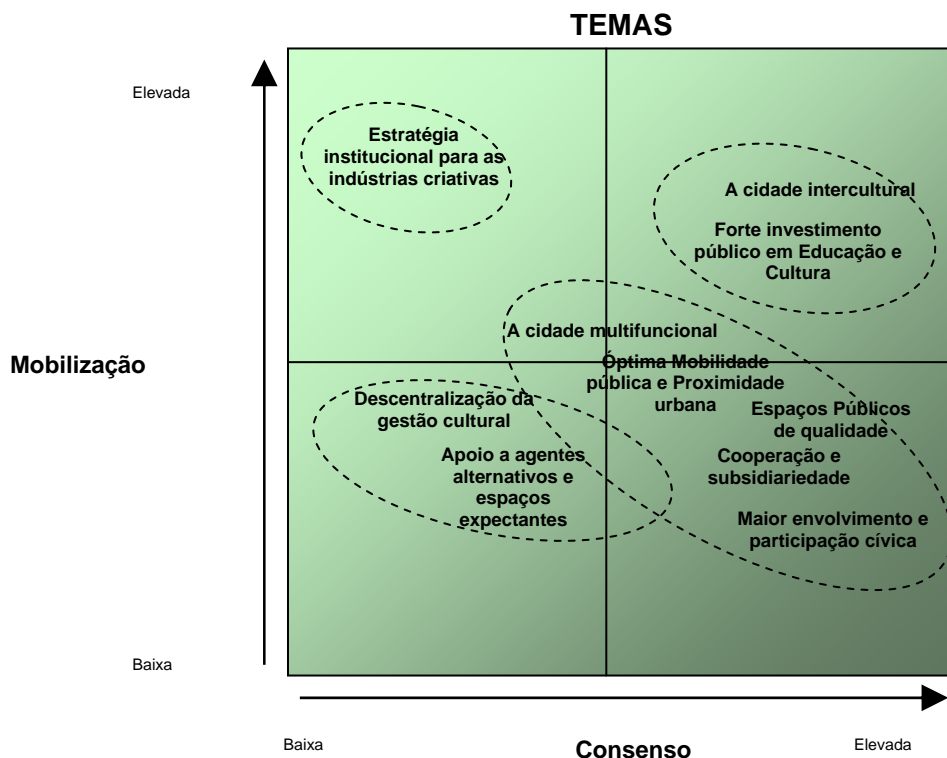 TEMAS
Elevada
Estratégia
institucional para as
indústrias criativas
A cidade intercultural
Forte investimento
público em Educação e
Cultura
A cidade multifuncional
Mobilização
Óptima Mobilidade
pública e Proximidade
urbana
Descentralização da
gestão cultural
Espaços Públicos
de qualidade
Apoio a agentes
alternativos e
espaços
expectantes
Cooperação e
subsidiariedade
Maior envolvimento e
participação cívica
Baixa
Baixa
Consenso
Elevada